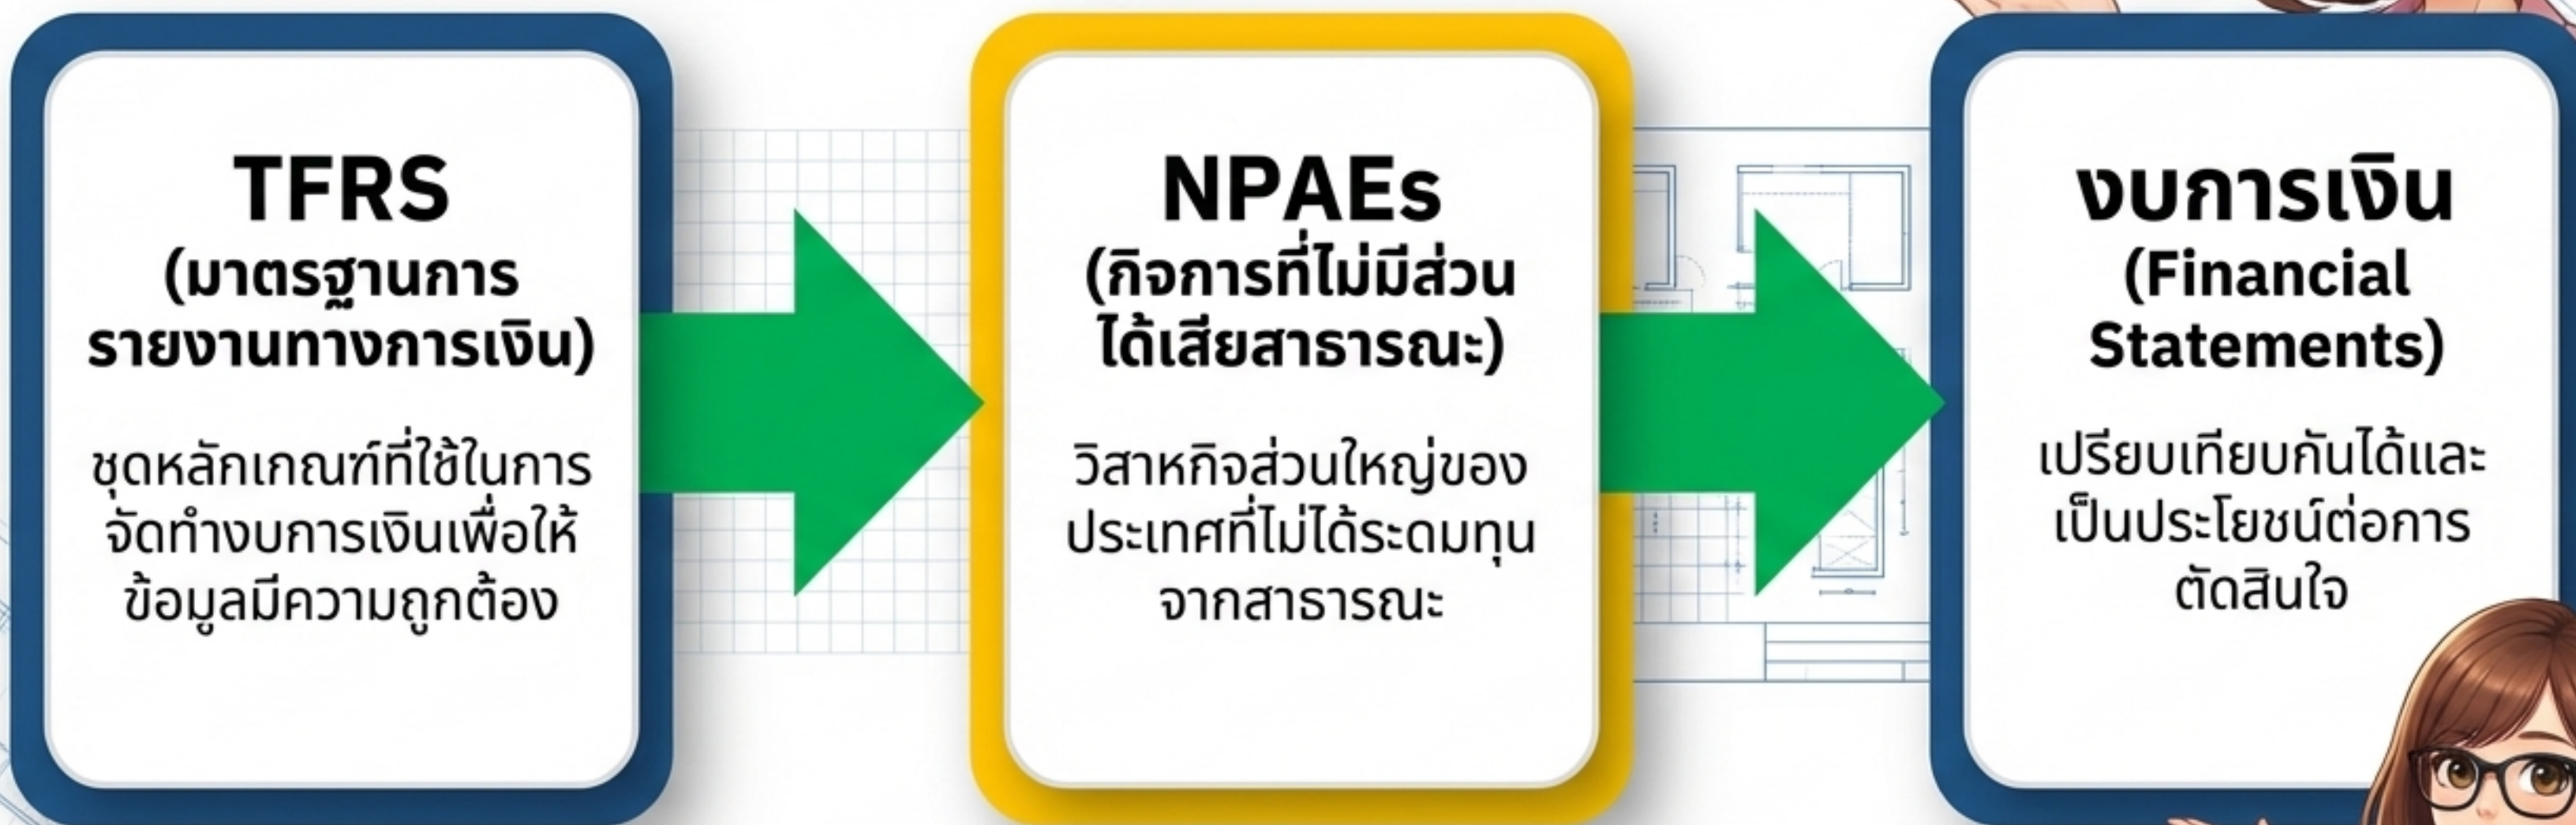 TFRS
(มาตรฐานการ
รายงานทางการเงิน)
ชุดหลักเกณฑ์ที่ใช้ในการ
จัดทำงบการเงินเพื่อให้
ข้อมูลมีความถูกต้อง
NPAEs
(กิจการที่ไม่มีส่วน
ได้เสียสาธารณะ)
วิสาหกิจส่วนใหญ่ของ
ประเทศที่ไม่ได้ระดมทุน
จากสาธารณะ
งบการเงิน
(Financial
Statements)
เปรียบเทียบกันได้และ
เป็นประโยชน์ต่อการ
ตัดสินใจ